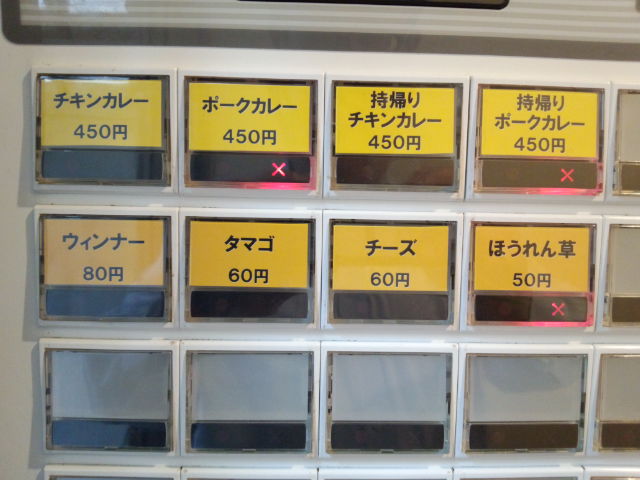 チキンカレー
450円
ポークカレー
450円
×
持帰り
チキンカレー
450円
持帰り
ポークカレー
450円
×
ウィンナー
80円
タマゴ
60円
チーズ
60円
ほうれん草
50円
×